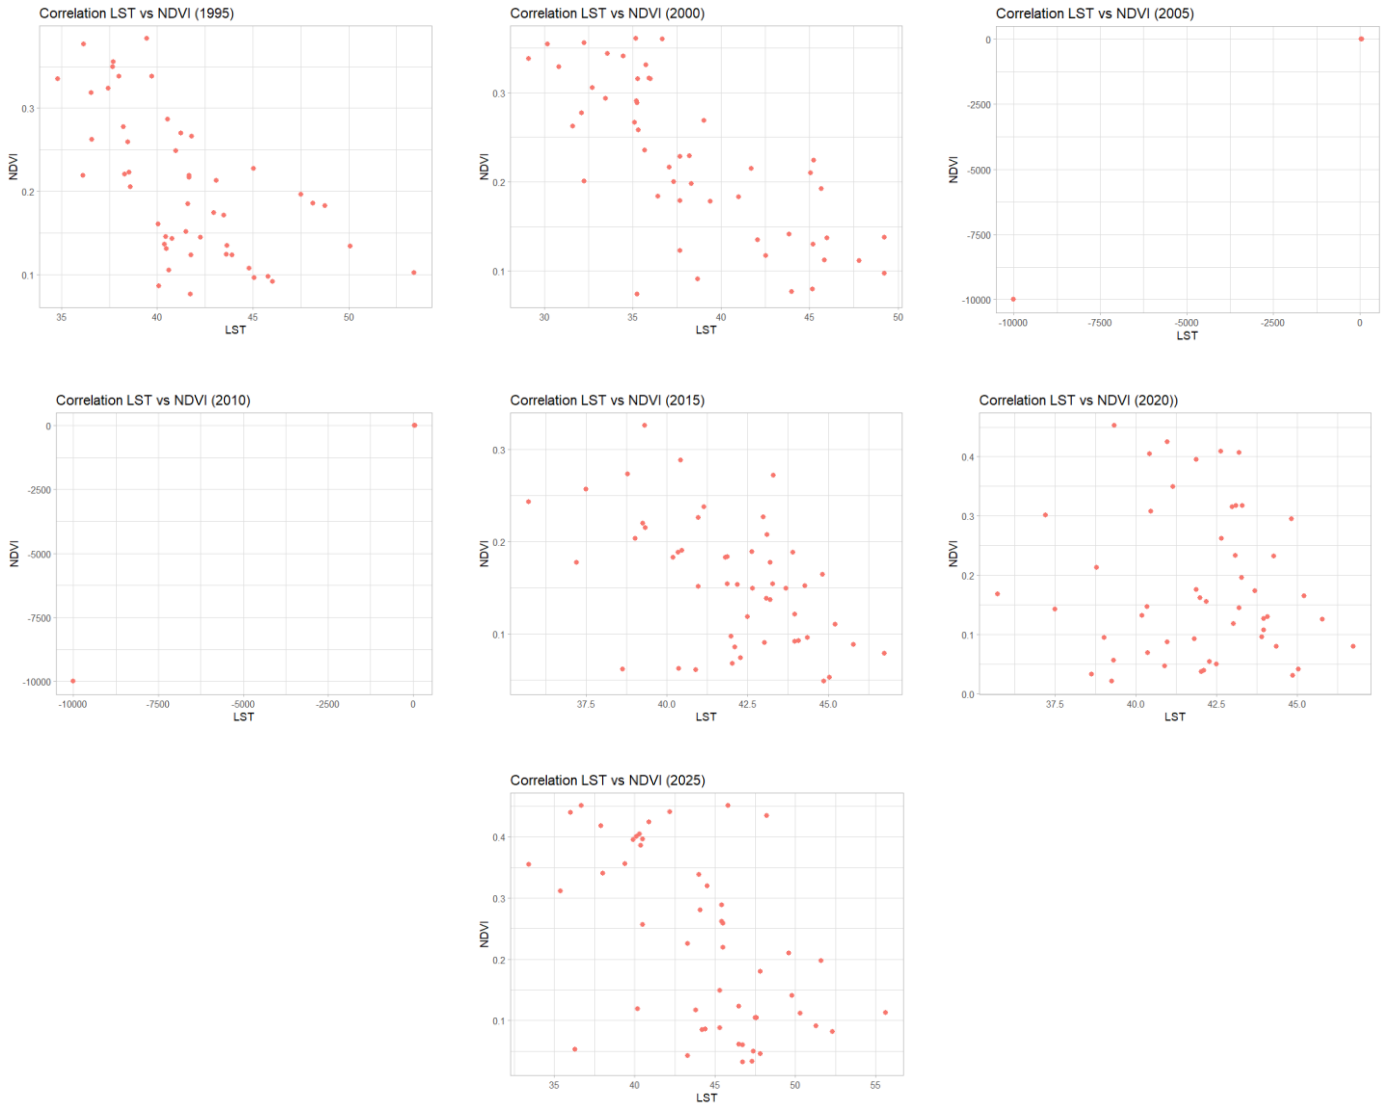 Correlation LST vs NDVI (1995)
NDVI
0.3
0.2
0.1
35 40 45 50
LST
Correlation LST vs NDVI (2000)
NDVI
0.3
0.2
0.1
30 35 40 45 50
LST
Correlation LST vs NDVI (2005)
NDVI
0
-2500
-5000
-7500
-10000
-10000 -7500 -5000 -2500 0
LST
Correlation LST vs NDVI (2010)
NDVI
0
-2500
-5000
-7500
-10000
-10000 -7500 -5000 -2500 0
LST
Correlation LST vs NDVI (2015)
NDVI
0.3
0.2
0.1
37.5 40.0 42.5 45.0
LST
Correlation LST vs NDVI (2020))
NDVI
0.4
0.3
0.2
0.1
0.0
37.5 40.0 42.5 45.0
LST
Correlation LST vs NDVI (2025)
NDVI
0.4
0.3
0.2
0.1
35 40 45 50 55
LST